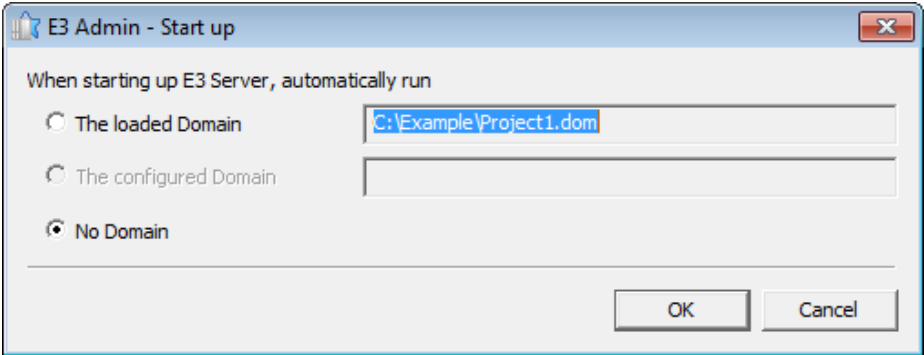 E3 Admin - Start up
When starting up E3 Server, automatically run
The loaded Domain
C:\Example\Project1.dom
The configured Domain
No Domain
OK
Cancel